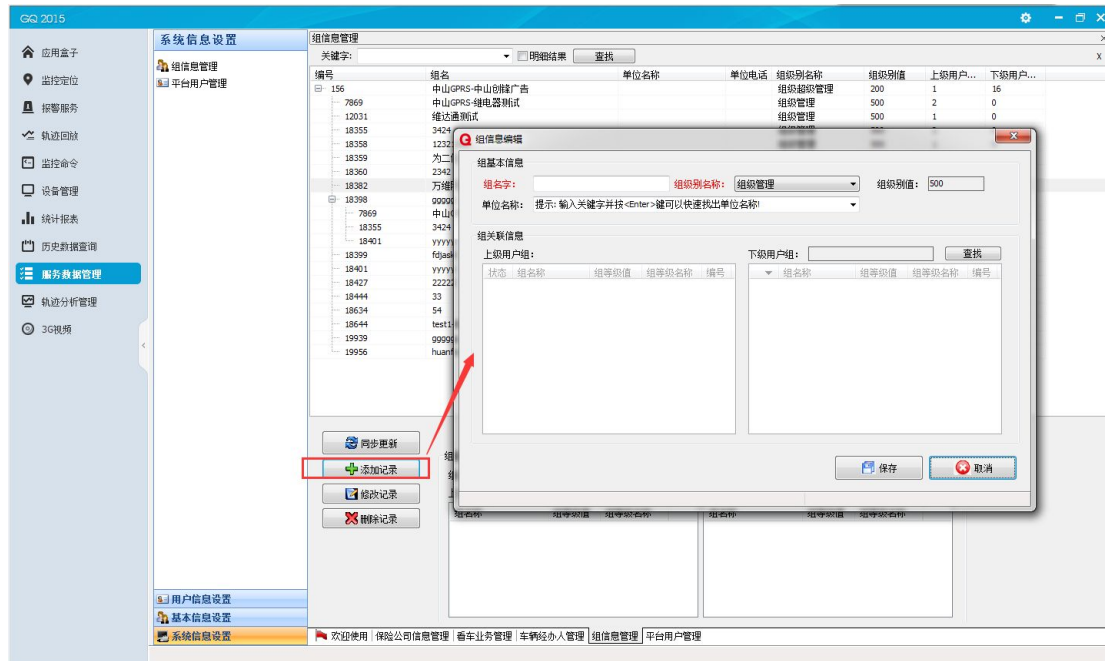 GQ 2015
应用盒子
监控定位
报警服务
轨迹回放
监控命令
设备管理
统计报表
历史数据查询
服务数据管理
轨迹分析管理
3G视频
系统信息设置
组信息管理
平台用户管理
用户信息设置
基本信息设置
系统信息设置
组信息管理
关键字: 明细结果 查找 X
编号 组名 单位名称 单位电话 组级别名称 组级别值 上级用户... 下级用户...
156 中山GPRS-中山创锋广告 组级超级管理 200 1 16
7869 中山GPRS-继电器测试 组级管理 500 2 0
12031 维达通测试 组级管理 500 1 0
18355 3424
18358 1232
18359 为二
18360 2342
18382 万维
18398 99999
7869 中山
18355 3424
18401 yyyy
18399 fdjask
18401 yyyy
18427 22222
18444 33
18634 54
18644 test1
19939 99999
19956 huanf
组信息编辑
组基本信息
组名字: 组级别名称: 组级管理 组级别值: 500
单位名称: 提示: 输入关键字并按<Enter>键可以快速找出单位名称!
组关联信息
上级用户组: 下级用户组: 查找
状态 组名称 组等级值 组等级名称 编号 组名称 组等级值 组等级名称 编号
保存 取消
同步更新
添加记录
修改记录
删除记录
组名称 组等级值 组等级名称 组名称 组等级值 组等级名称
欢迎使用 保险公司信息管理 看车业务管理 车辆经办人管理 组信息管理 平台用户管理